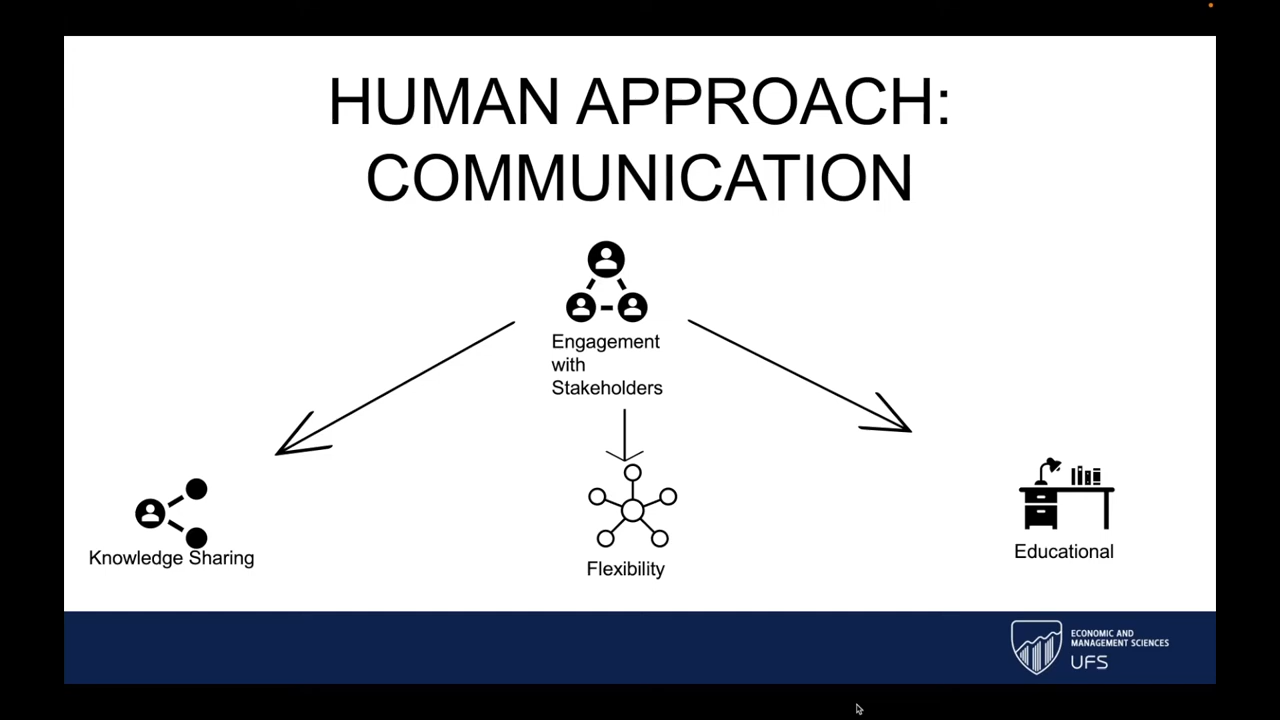 HUMAN APPROACH:
COMMUNICATION
Engagement
with
Stakeholders
Knowledge Sharing
Flexibility
Educational
ECONOMIC AND
MANAGEMENT SCIENCES
UFS